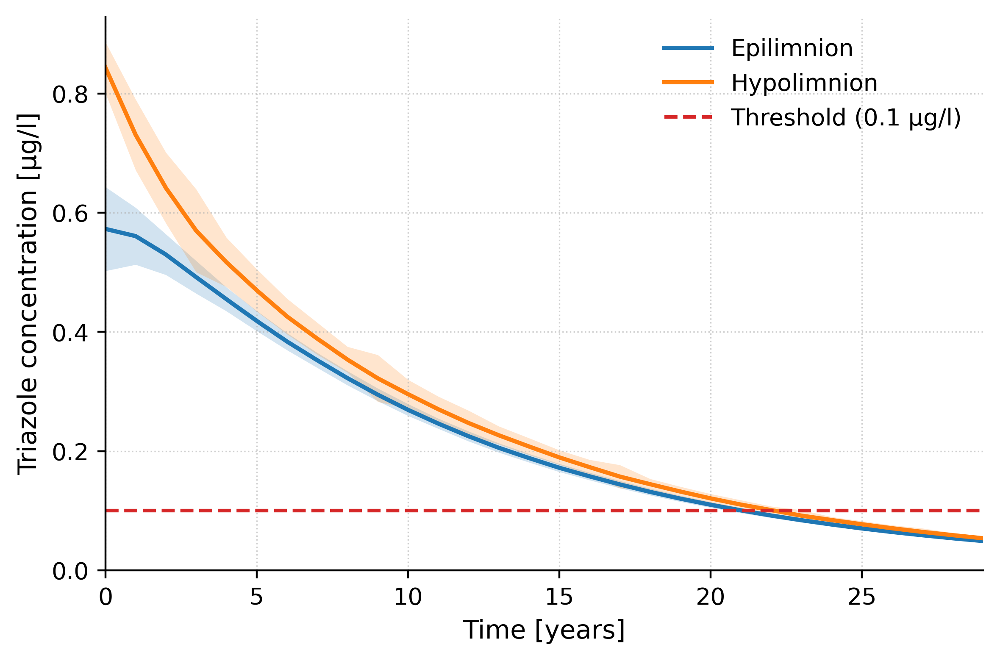 Epilimnion
Hypolimnion
Threshold (0.1 µg/l)
Triazole concentration [µg/l]
0.8
0.6
0.4
0.2
0.0
0 5 10 15 20 25
Time [years]